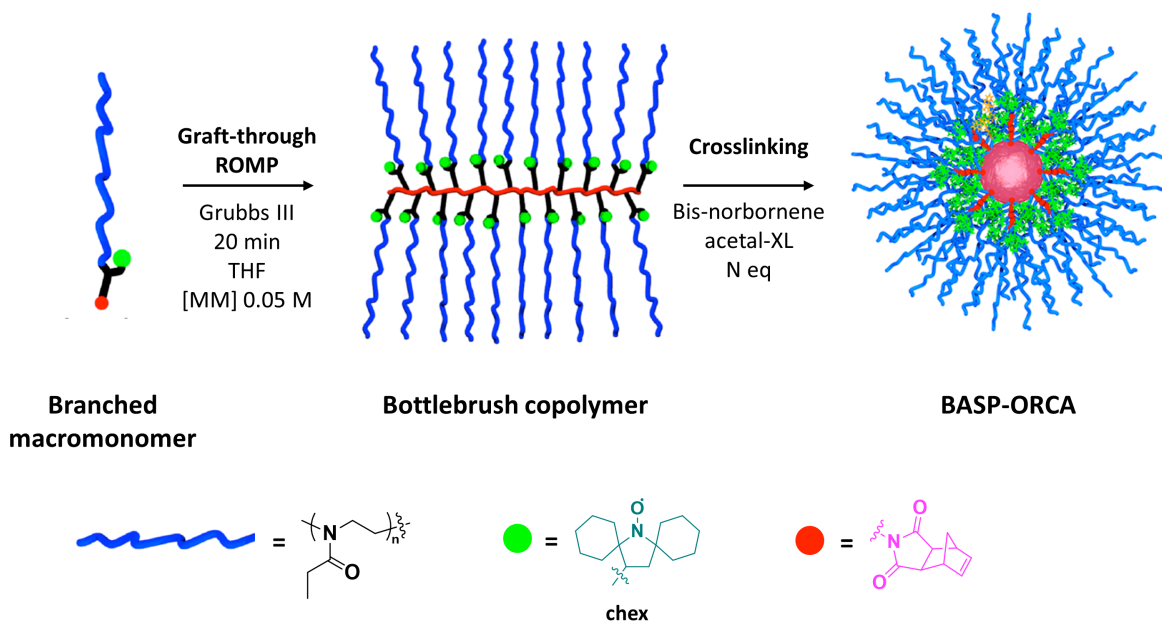 Graft-through
ROMP
Grubbs III
20 min
THF
[MM] 0.05 M
Crosslinking
Bis-norbornene
acetal-XL
N eq
Branched
macromonomer
Bottlebrush copolymer
BASP-ORCA
=
N
n
O
=
O
N
chex
=
O
N
O